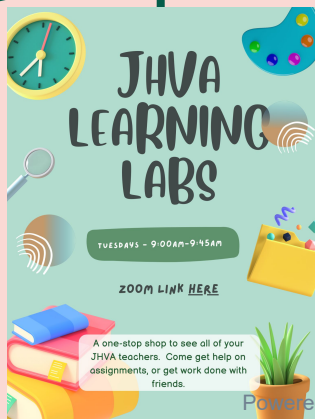 JHVA
LEARNING
LABS
TUESDAYS - 9:00AM-9:45AM
ZOOM LINK HERE
A one-stop shop to see all of your
JHVA teachers. Come get help on
assignments, or get work done with
friends.
Powere